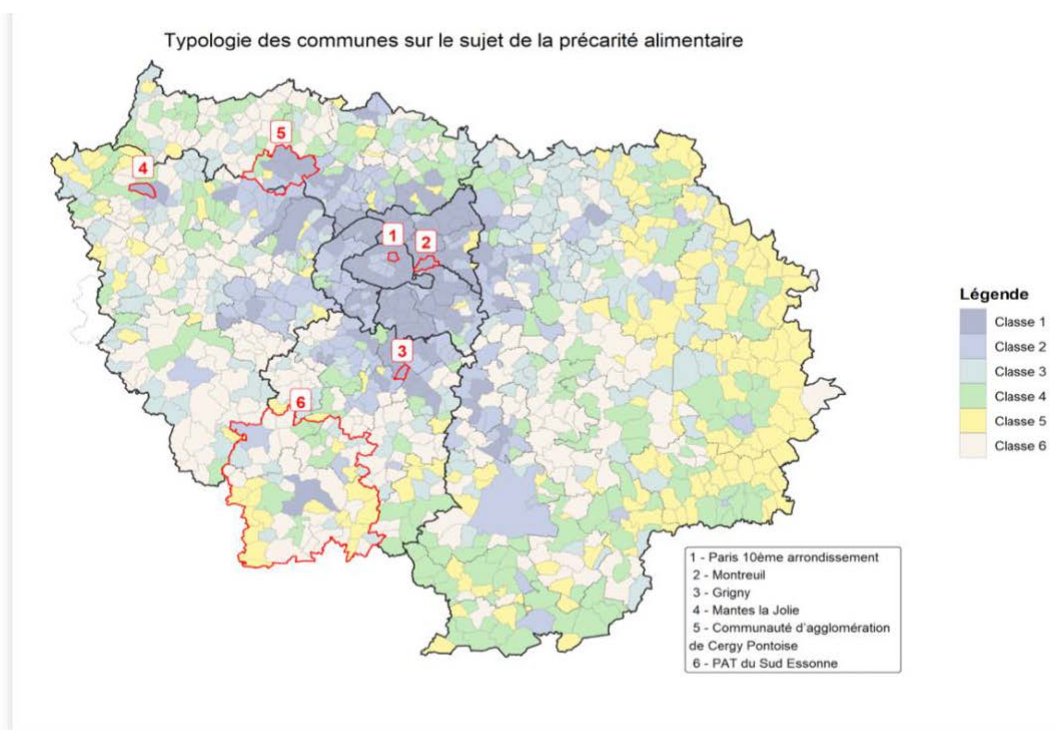 Typologie des communes sur le sujet de la précarité alimentaire
5
4
1
2
3
6
Légende
Classe 1
Classe 2
Classe 3
Classe 4
Classe 5
Classe 6
1 - Paris 10ème arrondissement
2 - Montreuil
3 - Grigny
4 - Mantes la Jolie
5 - Communauté d'agglomération
de Cergy Pontoise
6 - PAT du Sud Essonne